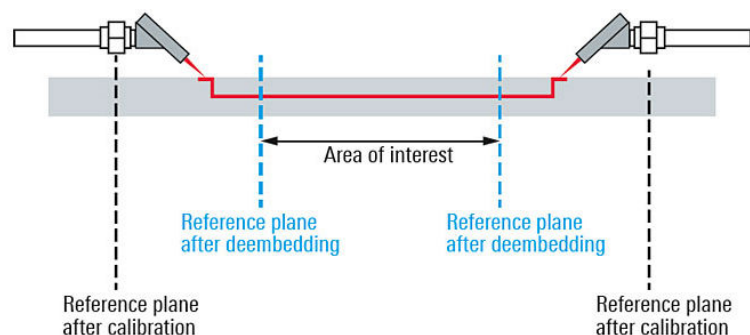 Area of interest
Reference plane
after deembedding
Reference plane
after deembedding
Reference plane
after calibration
Reference plane
after calibration